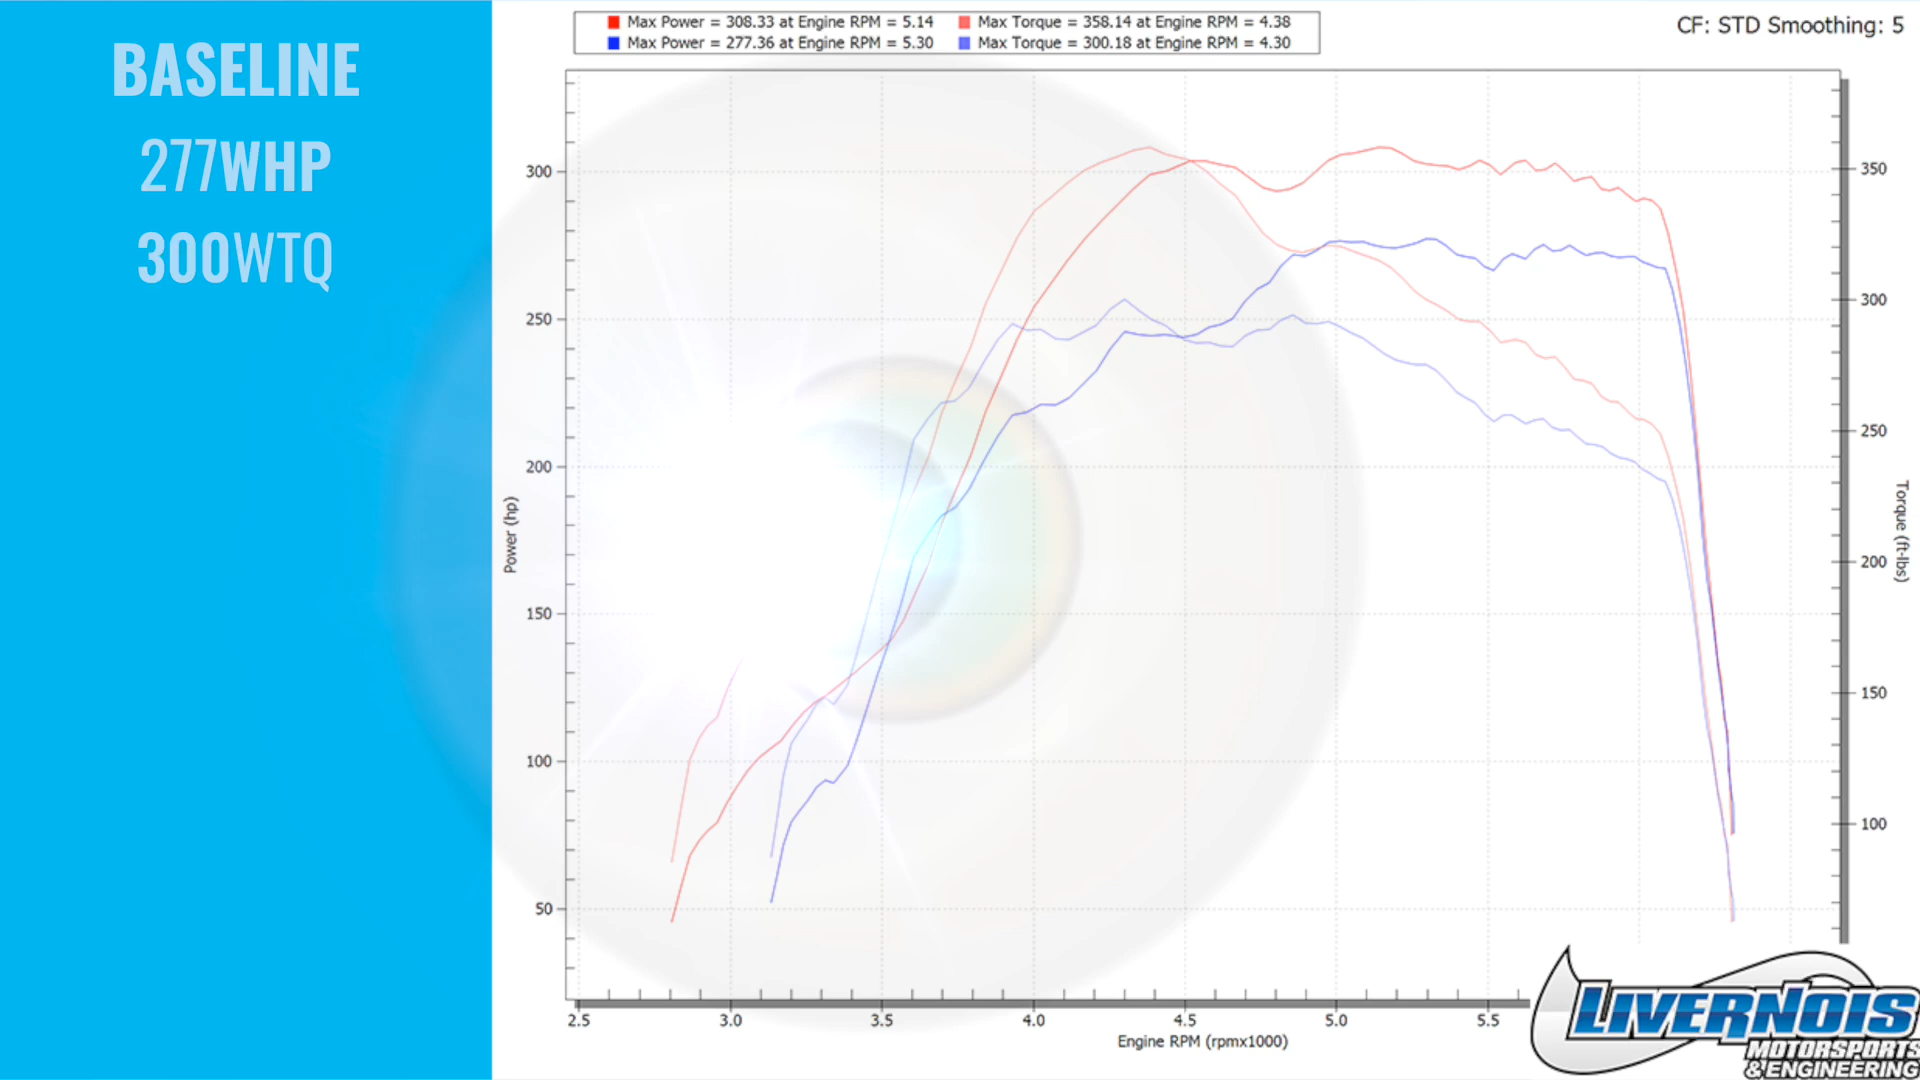 BASELINE
277WHP
300WTQ
Max Power = 308.33 at Engine RPM = 5.14
Max Torque = 358.14 at Engine RPM = 4.38
Max Power = 277.36 at Engine RPM = 5.30
Max Torque = 300.18 at Engine RPM = 4.30
CF: STD Smoothing: 5
300
250
200
150
100
50
Power (hp)
350
300
250
200
150
100
Torque (ft-lbs)
2.5 3.0 3.5 4.0 4.5 5.0 5.5
Engine RPM (rpmx1000)
LIVERNOIS
MOTORSPORTS
& ENGINEERING